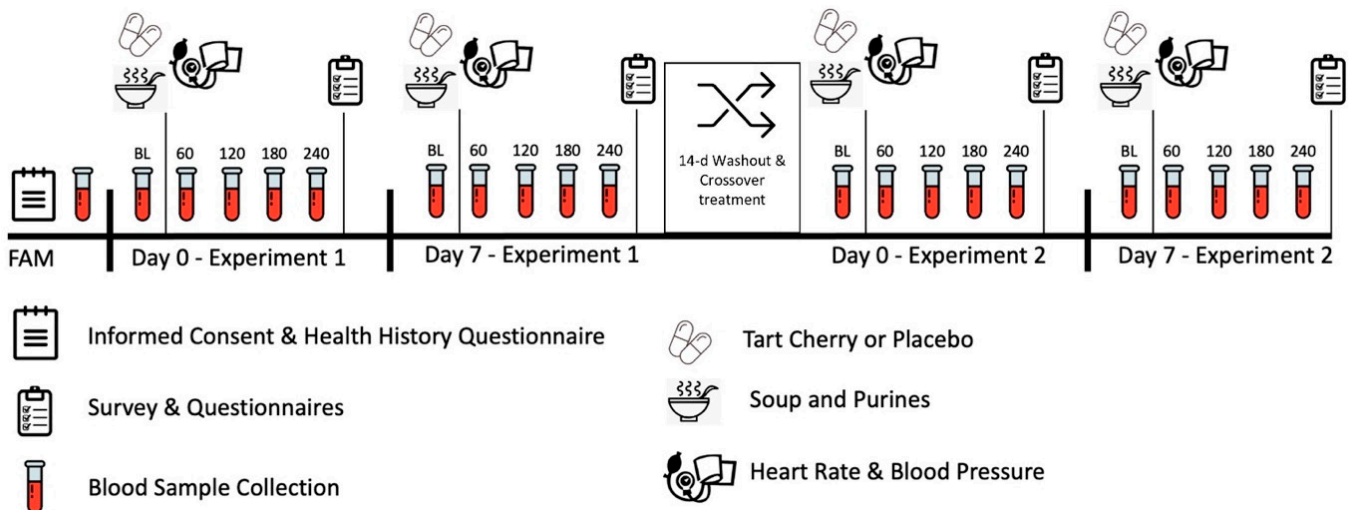 BL 60 120 180 240
BL 60 120 180 240
14-d Washout &
Crossover
treatment
BL 60 120 180 240
BL 60 120 180 240
FAM
Day 0 - Experiment 1
Day 7 - Experiment 1
Day 0 - Experiment 2
Day 7 - Experiment 2
Informed Consent & Health History Questionnaire
Survey & Questionnaires
Blood Sample Collection
Tart Cherry or Placebo
Soup and Purines
Heart Rate & Blood Pressure